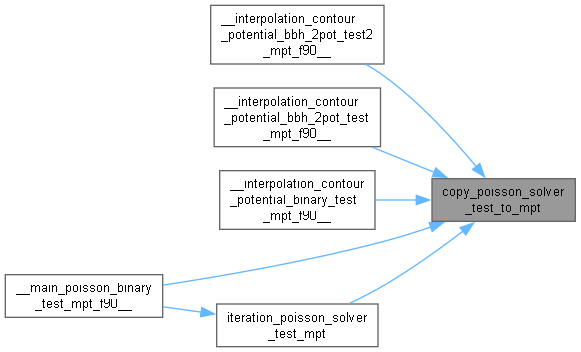 __interpolation_contour
_potential_bbh_2pot_test2
_mpt_f90__
__interpolation_contour
_potential_bbh_2pot_test
_mpt_f90__
__interpolation_contour
_potential_binary_test
_mpt_f90__
copy_poisson_solver
_test_to_mpt
__main_poisson_binary
_test_mpt_f90__
iteration_poisson_solver
_test_mpt